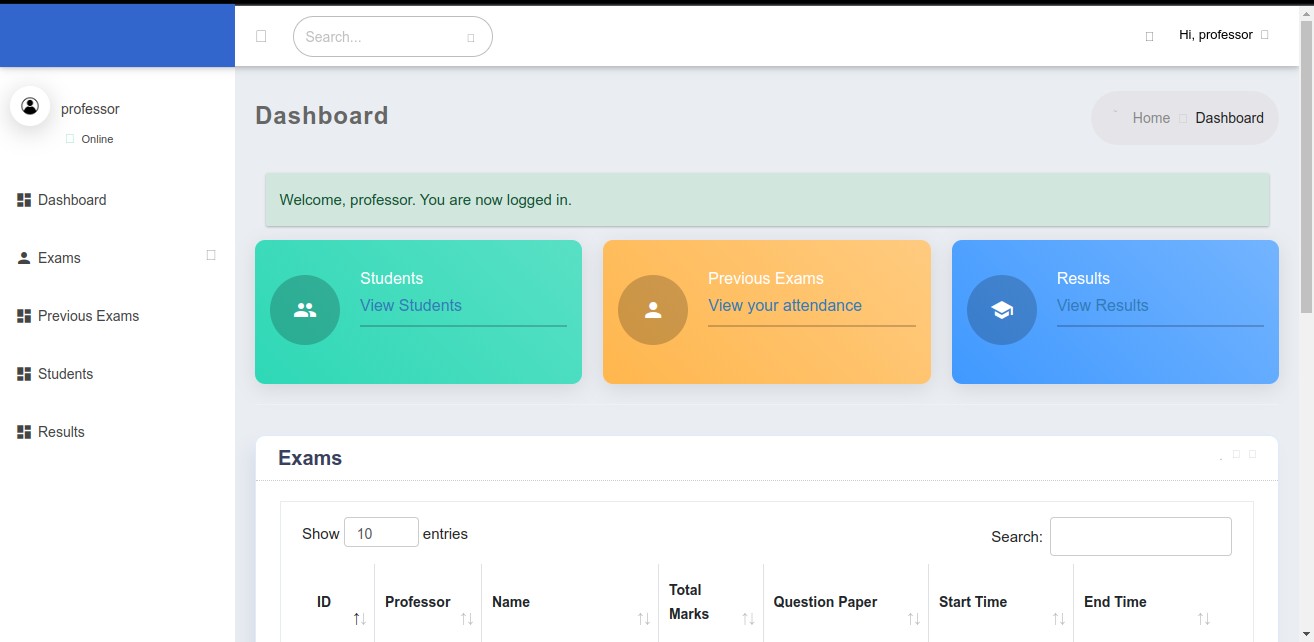 Search...
Hi, professor
professor
Online
Dashboard
Exams
Previous Exams
Students
Results
Dashboard
Home Dashboard
Welcome, professor. You are now logged in.
Students
View Students
Previous Exams
View your attendance
Results
View Results
Exams
Show 10 entries
Search:
ID
Professor
Name
Total
Marks
Question Paper
Start Time
End Time